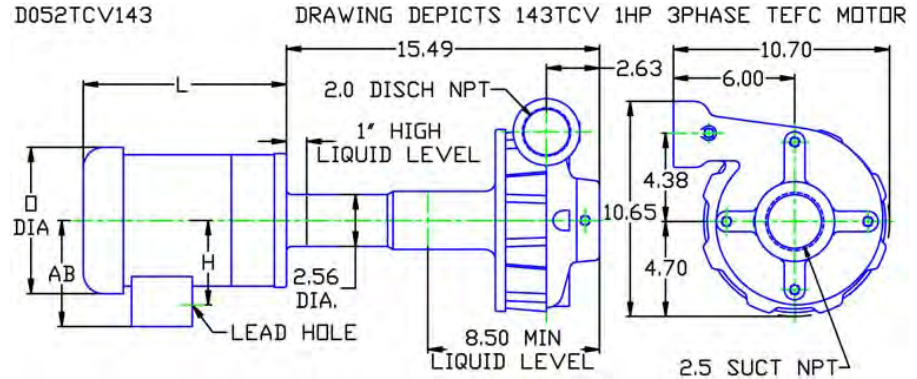 D052TCV143
DRAWING DEPICTS 143TCV 1HP 3PHASE TEFC MOTOR
15.49
10.70
2.63
6.00
L
2.0 DISCH NPT
1" HIGH
LIQUID LEVEL
4.38
O
DIA
10.65
AB
H
2.56
DIA.
4.70
LEAD HOLE
8.50 MIN
LIQUID LEVEL
2.5 SUCT NPT